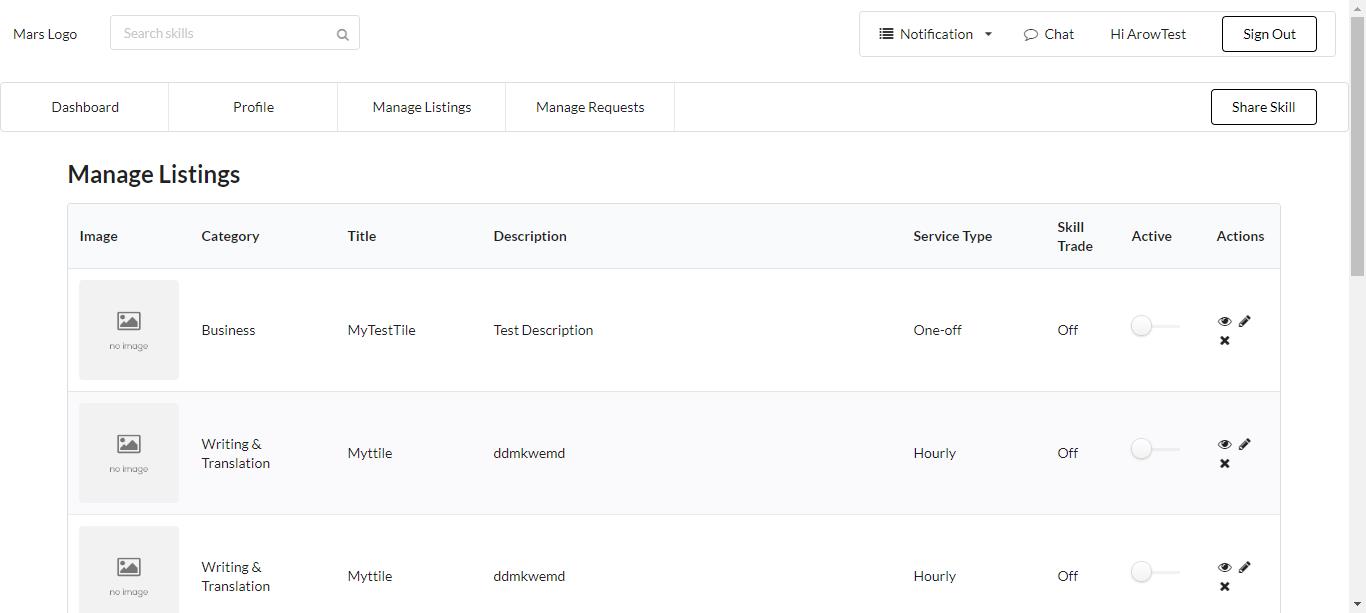 Mars Logo
Search skills
Notification
Chat
Hi ArowTest
Sign Out
Dashboard
Profile
Manage Listings
Manage Requests
Share Skill
Manage Listings
Image
Category
Title
Description
Service Type
Skill
Trade
Active
Actions
no image
Business
MyTestTile
Test Description
One-off
Off
no image
Writing &
Translation
Myttile
ddmkwemd
Hourly
Off
no image
Writing &
Translation
Myttile
ddmkwemd
Hourly
Off